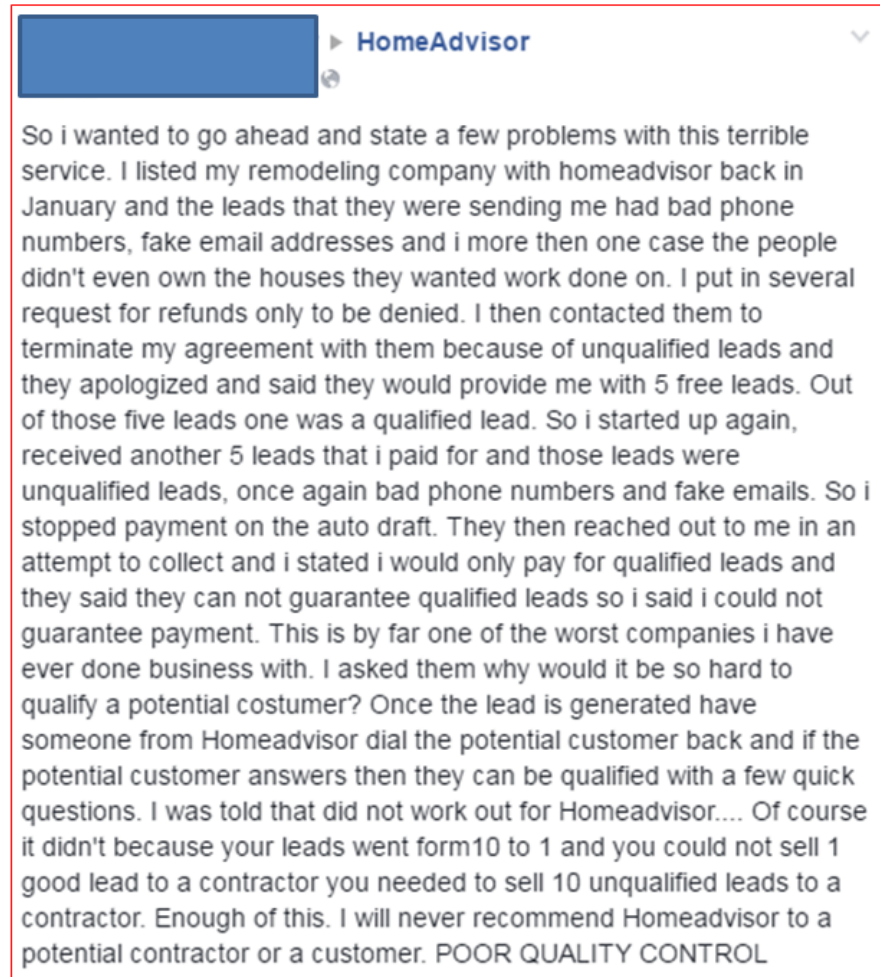 HomeAdvisor
So i wanted to go ahead and state a few problems with this terrible
service. I listed my remodeling company with homeadvisor back in
January and the leads that they were sending me had bad phone
numbers, fake email addresses and i more then one case the people
didn't even own the houses they wanted work done on. I put in several
request for refunds only to be denied. I then contacted them to
terminate my agreement with them because of unqualified leads and
they apologized and said they would provide me with 5 free leads. Out
of those five leads one was a qualified lead. So i started up again,
received another 5 leads that i paid for and those leads were
unqualified leads, once again bad phone numbers and fake emails. So i
stopped payment on the auto draft. They then reached out to me in an
attempt to collect and i stated i would only pay for qualified leads and
they said they can not guarantee qualified leads so i said i could not
guarantee payment. This is by far one of the worst companies i have
ever done business with. I asked them why would it be so hard to
qualify a potential costumer? Once the lead is generated have
someone from Homeadvisor dial the potential customer back and if the
potential customer answers then they can be qualified with a few quick
questions. I was told that did not work out for Homeadvisor.... Of course
it didn't because your leads went form10 to 1 and you could not sell 1
good lead to a contractor you needed to sell 10 unqualified leads to a
contractor. Enough of this. I will never recommend Homeadvisor to a
potential contractor or a customer. POOR QUALITY CONTROL